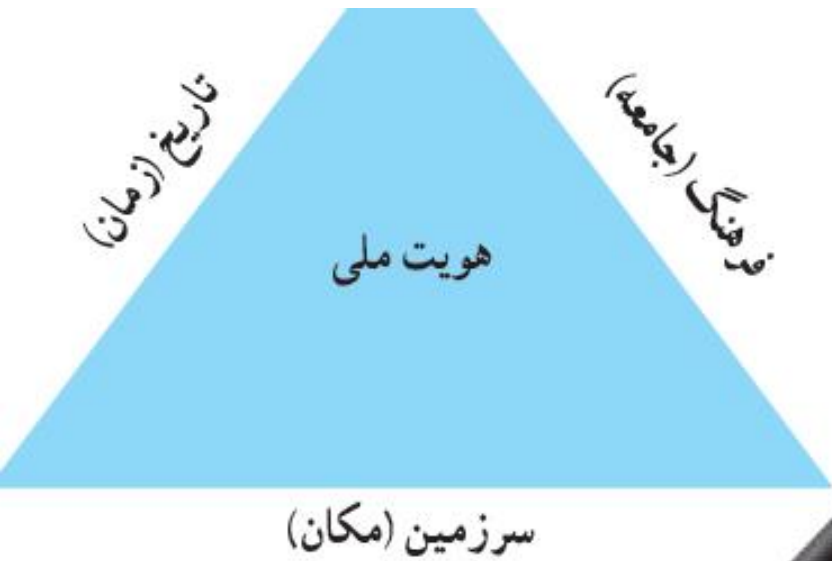 فرهنگ (جامعه)
تاریخ (زمان)
هویت ملی
سرزمین (مکان)